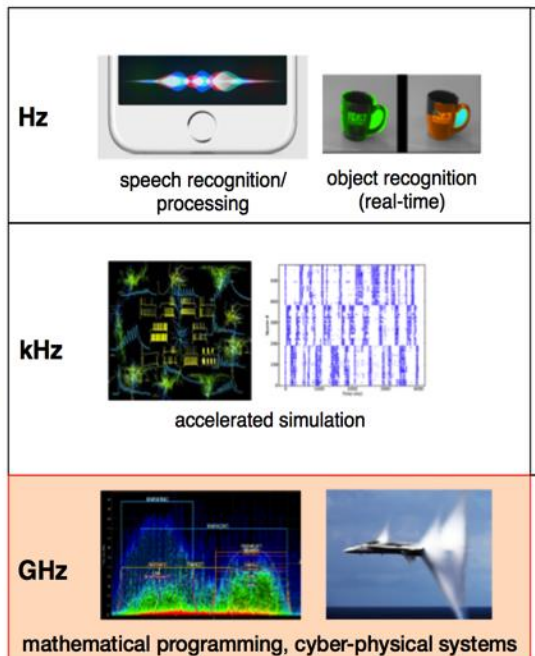 Hz
speech recognition/
processing
object recognition
(real-time)
kHz
accelerated simulation
GHz
mathematical programming, cyber-physical systems